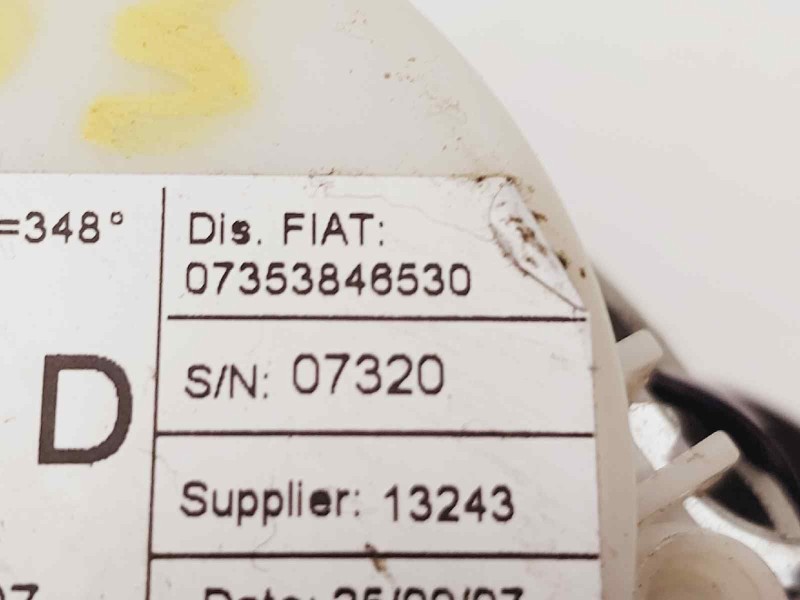 =348°
Dis. FIAT:
07353846530
D
S/N: 07320
Supplier: 13243